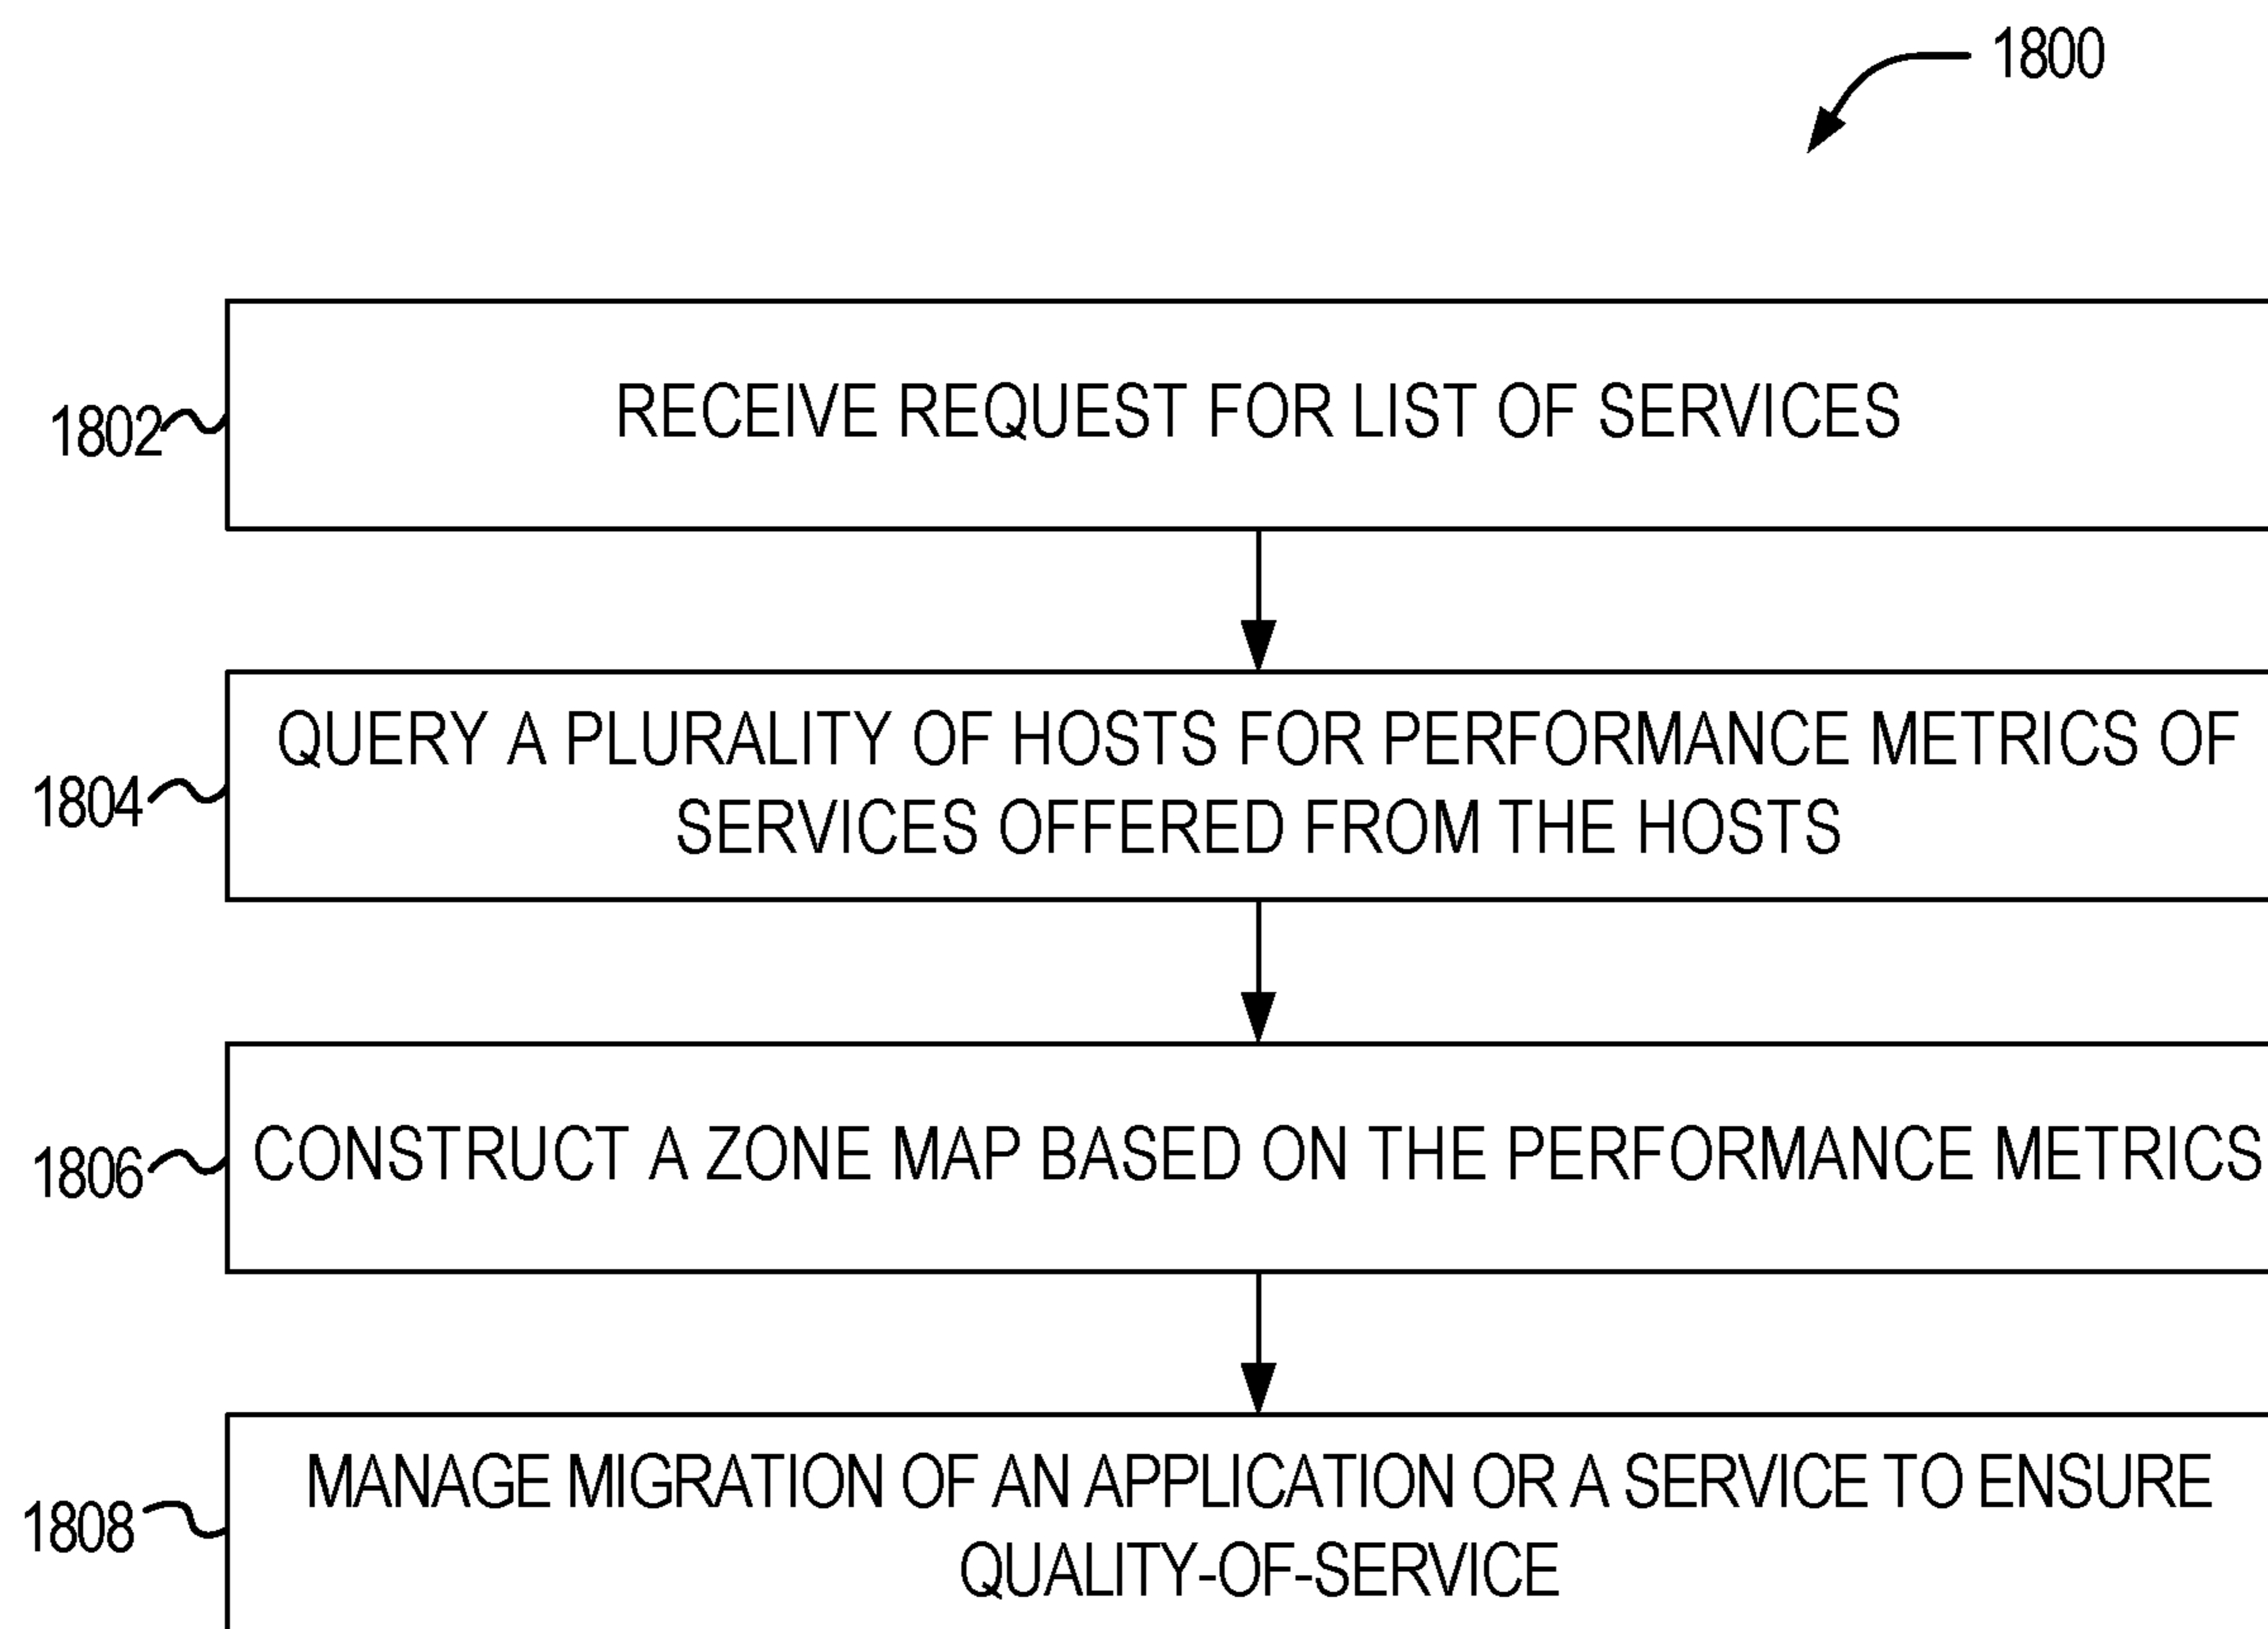 1800
1802
RECEIVE REQUEST FOR LIST OF SERVICES
1804
QUERY A PLURALITY OF HOSTS FOR PERFORMANCE METRICS OF
SERVICES OFFERED FROM THE HOSTS
1806
CONSTRUCT A ZONE MAP BASED ON THE PERFORMANCE METRICS
1808
MANAGE MIGRATION OF AN APPLICATION OR A SERVICE TO ENSURE
QUALITY-OF-SERVICE